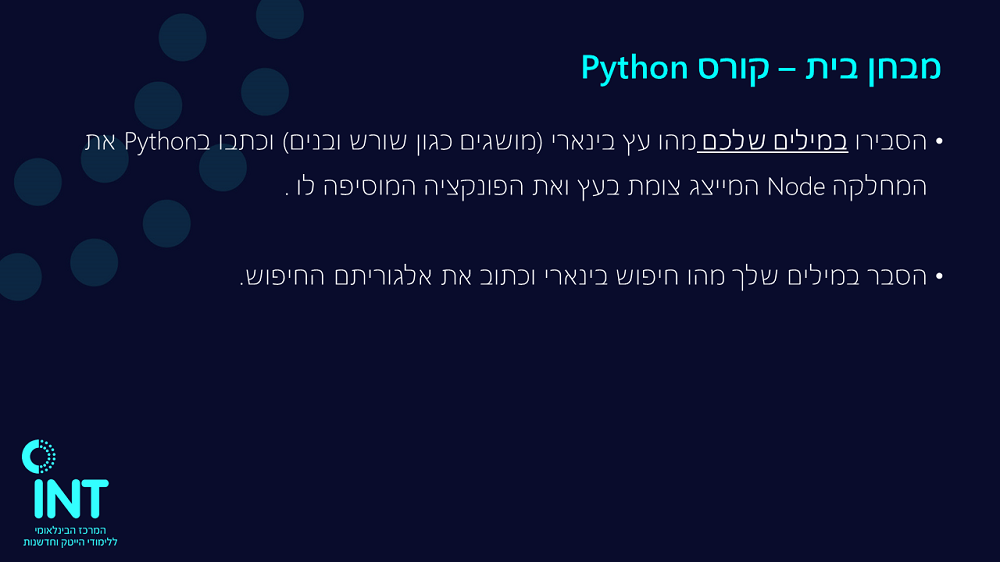 מבחן בית – קורס Python
• הסבירו במילים שלכם מהו עץ בינארי (מושגים כגון שורש ובנים) וכתבו בPython את
המחלקה Node המייצג צומת בעץ ואת הפונקציה המוסיפה לו .
• הסבר במילים שלך מהו חיפוש בינארי וכתוב את אלגוריתם החיפוש.
INT
המרכז הבינלאומי
ללימודי הייטק וחדשנות